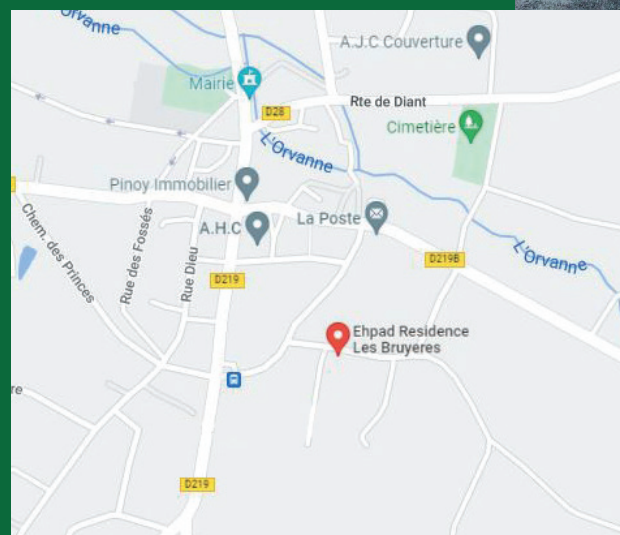 Orvanne
A.J.C Couverture
Mairie
Rte de Diant
D28
Cimetière
L'Orvanne
Pinoy Immobilier
La Poste
Chem. des Princes
Rue des Fossés
Rue Dieu
A.H.C
L'Orvanne
D219B
D219
Ehpad Residence
Les Bruyeres
re
D219